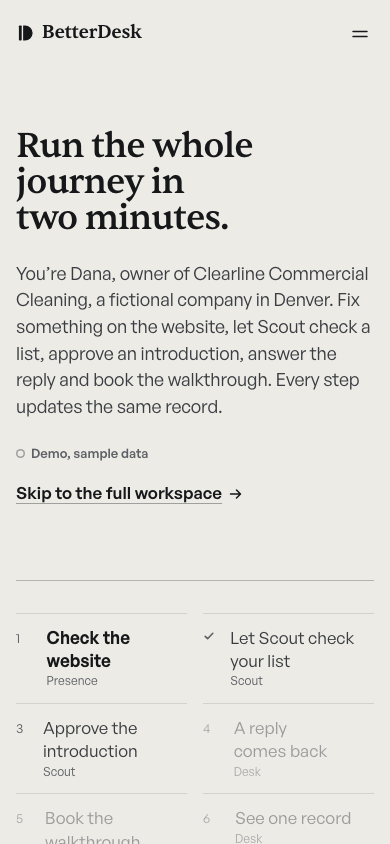 BetterDesk
Run the whole
journey in
two minutes.
You’re Dana, owner of Clearline Commercial
Cleaning, a fictional company in Denver. Fix
something on the website, let Scout check a
list, approve an introduction, answer the
reply and book the walkthrough. Every step
updates the same record.
Demo, sample data
Skip to the full workspace →
1
Check the
website
Presence
Let Scout check
your list
Scout
3
Approve the
introduction
Scout
4
A reply
comes back
Desk
5
Book the
walkthrough
6
See one record
Desk